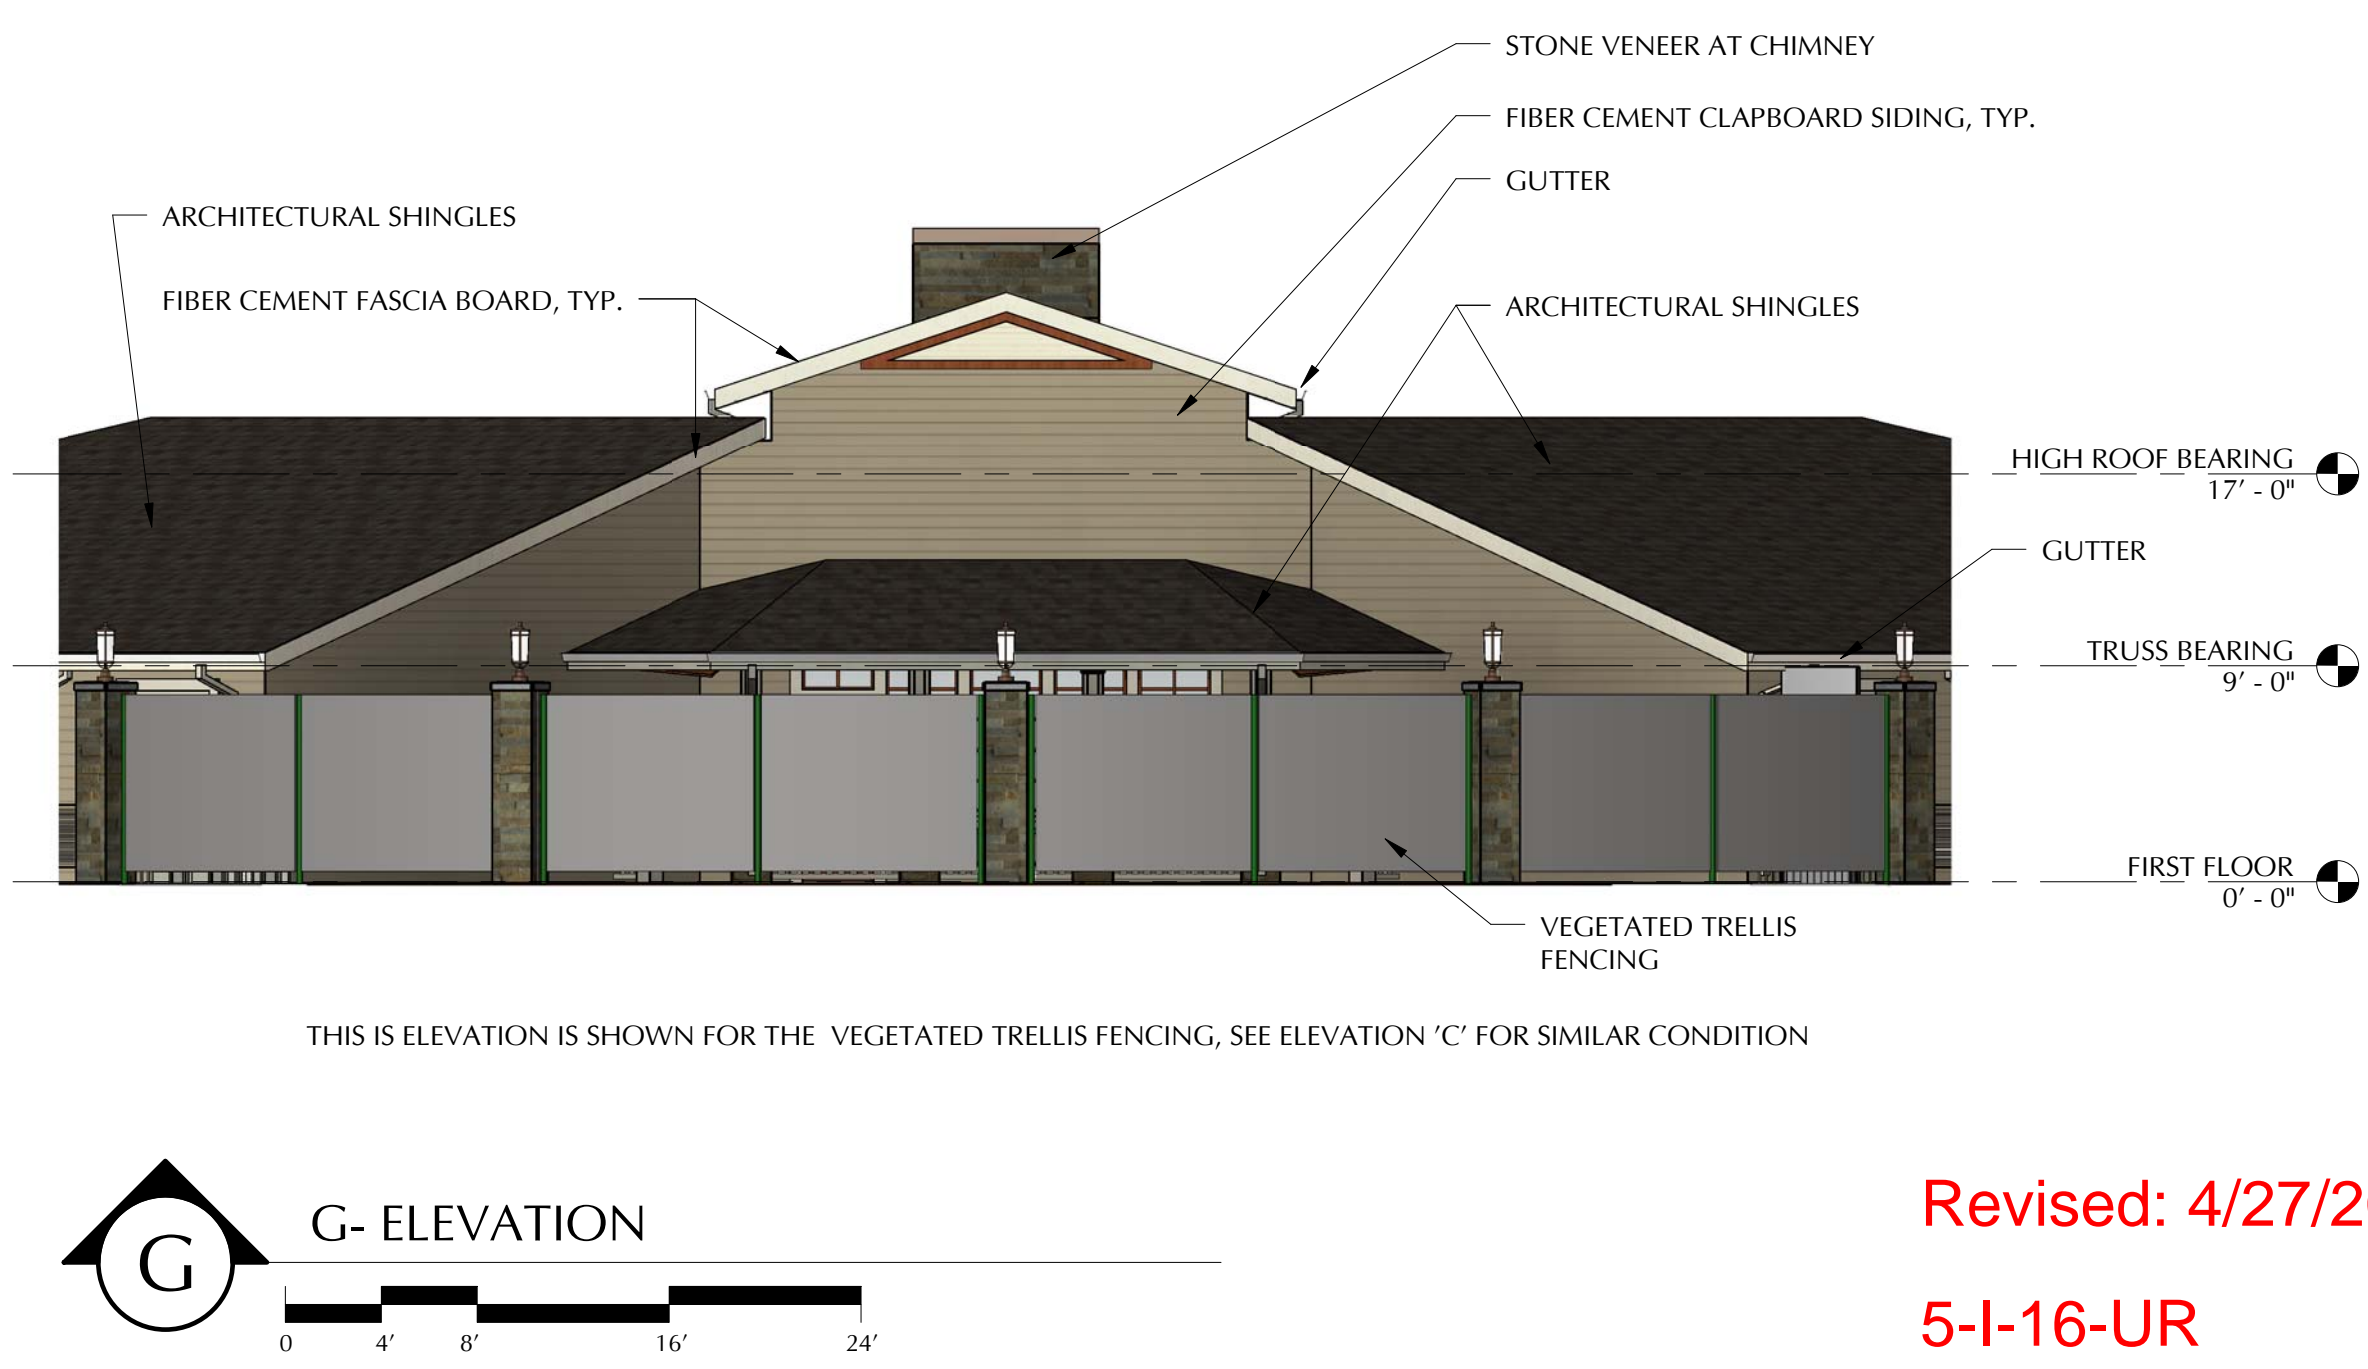 STONE VENEER AT CHIMNEY
FIBER CEMENT CLAPBOARD SIDING, TYP.
GUTTER
ARCHITECTURAL SHINGLES
FIBER CEMENT FASCIA BOARD, TYP.
ARCHITECTURAL SHINGLES
HIGH ROOF BEARING
17' - 0"
GUTTER
TRUSS BEARING
9' - 0"
FIRST FLOOR
0' - 0"
VEGETATED TRELLIS
FENCING
THIS IS ELEVATION IS SHOWN FOR THE  VEGETATED TRELLIS FENCING, SEE ELEVATION 'C' FOR SIMILAR CONDITION
G
G- ELEVATION
0 4' 8' 16' 24'
Revised: 4/27/2
5-I-16-UR